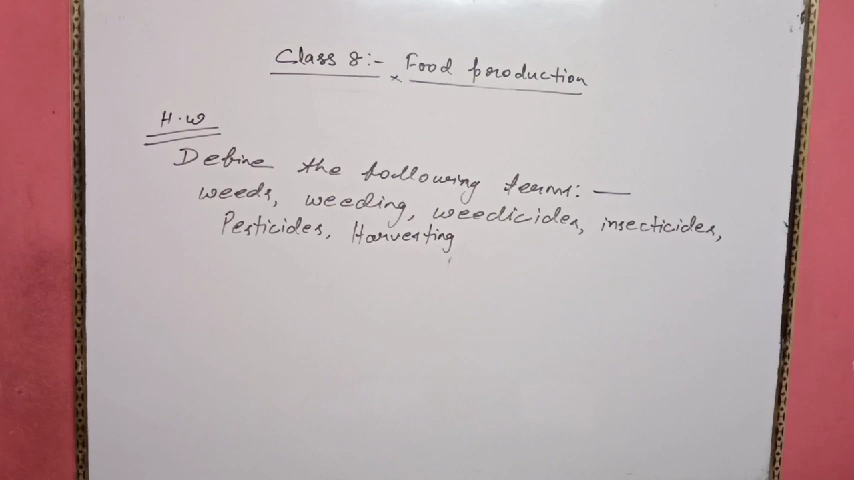 Class 8:- Food production
H.W
Define the following terms: —
weeds, weeding, weedicides, insecticides,
Pesticides, Harvesting